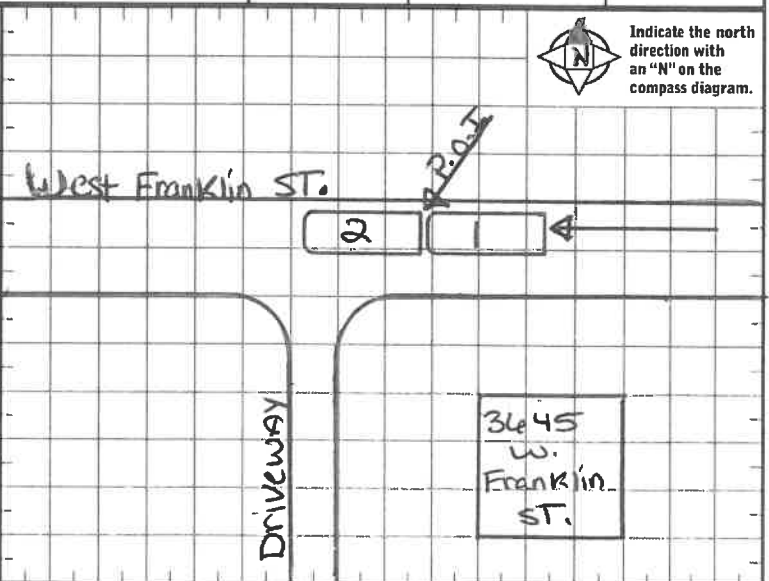 N
Indicate the north
direction with
an "N" on the
compass diagram.
P.O.I.
West Franklin ST.
2
1
Driveway
3645
W.
Franklin
ST.